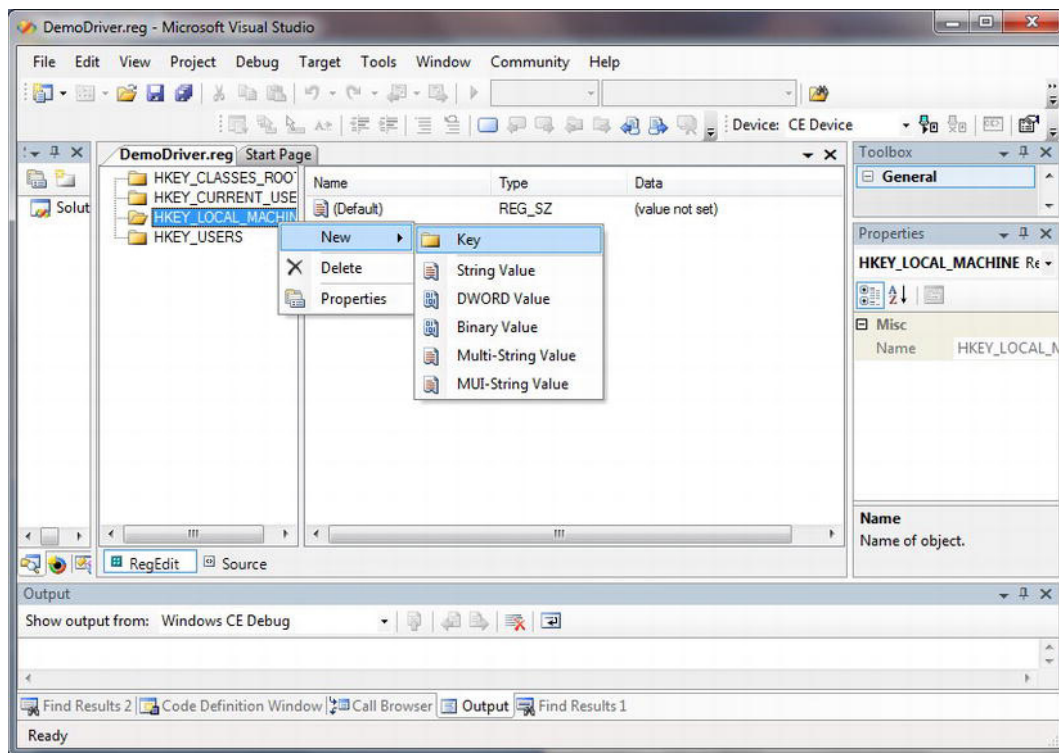 DemoDriver.reg - Microsoft Visual Studio
File Edit View Project Debug Target Tools Window Community Help
Device: CE Device
DemoDriver.reg Start Page
Toolbox
General
Solut
HKEY_CLASSES_ROO
HKEY_CURRENT_USE
HKEY_LOCAL_MACHIN
HKEY_USERS
Name Type Data
(Default) REG_SZ (value not set)
New
Delete
Properties
Key
String Value
DWORD Value
Binary Value
Multi-String Value
MUI-String Value
Properties
HKEY_LOCAL_MACHINE Re
Misc
Name HKEY_LOCAL_M
Name
Name of object.
RegEdit Source
Output
Show output from: Windows CE Debug
Find Results 2 Code Definition Window Call Browser Output Find Results 1
Ready